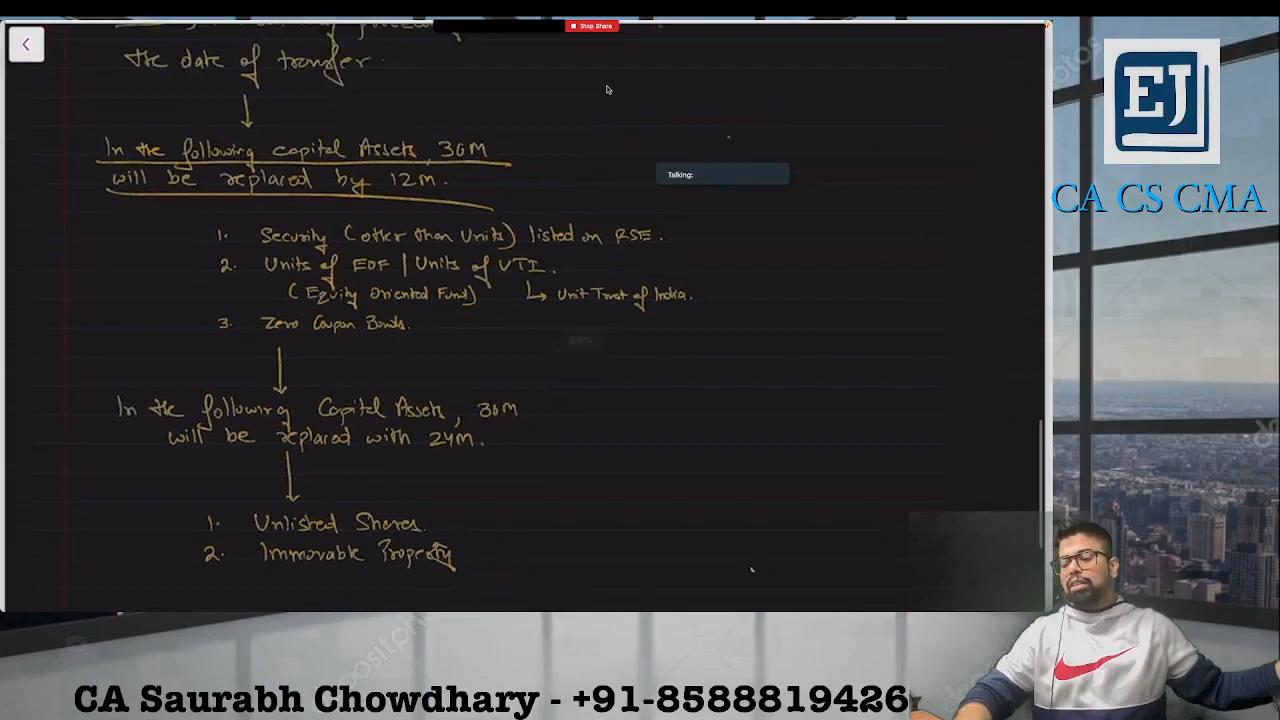 Stop Share
the date of transfer.
EJ
In the following capital Assets, 36M
will be replaced by 12M.
Talking:
CA CS CMA
1. Security (other than Units) listed on RSE.
2. Units of EOF | Units of UTI.
(Equity Oriented Fund) ↳ Unit Trust of India.
3. Zero Coupon Bonds.
80%
In the following Capital Assets, 36M
will be replaced with 24M.
1. Unlisted Shares.
2. Immovable Property
CA Saurabh Chowdhary - +91-8588819426